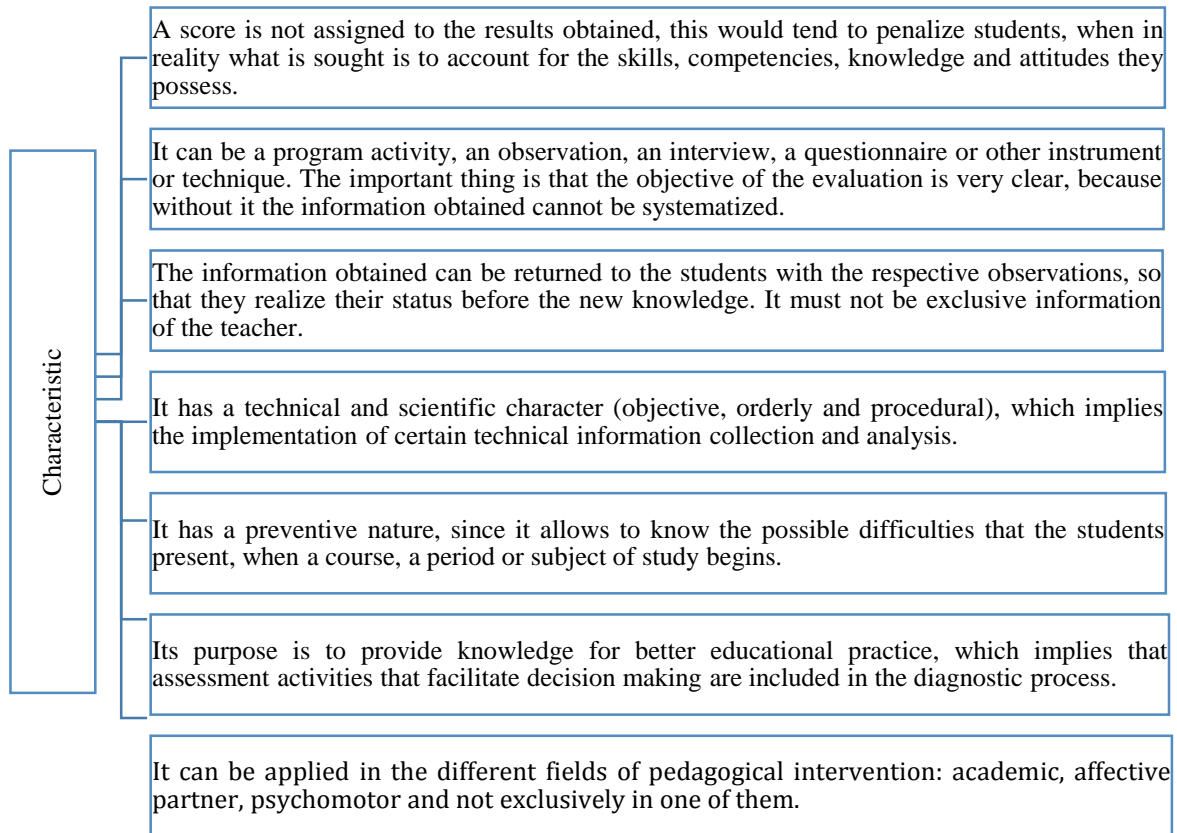 Characteristic
A score is not assigned to the results obtained, this would tend to penalize students, when in
reality what is sought is to account for the skills, competencies, knowledge and attitudes they
possess.
It can be a program activity, an observation, an interview, a questionnaire or other instrument
or technique. The important thing is that the objective of the evaluation is very clear, because
without it the information obtained cannot be systematized.
The information obtained can be returned to the students with the respective observations, so
that they realize their status before the new knowledge. It must not be exclusive information
of the teacher.
It has a technical and scientific character (objective, orderly and procedural), which implies
the implementation of certain technical information collection and analysis.
It has a preventive nature, since it allows to know the possible difficulties that the students
present, when a course, a period or subject of study begins.
Its purpose is to provide knowledge for better educational practice, which implies that
assessment activities that facilitate decision making are included in the diagnostic process.
It can be applied in the different fields of pedagogical intervention: academic, affective
partner, psychomotor and not exclusively in one of them.